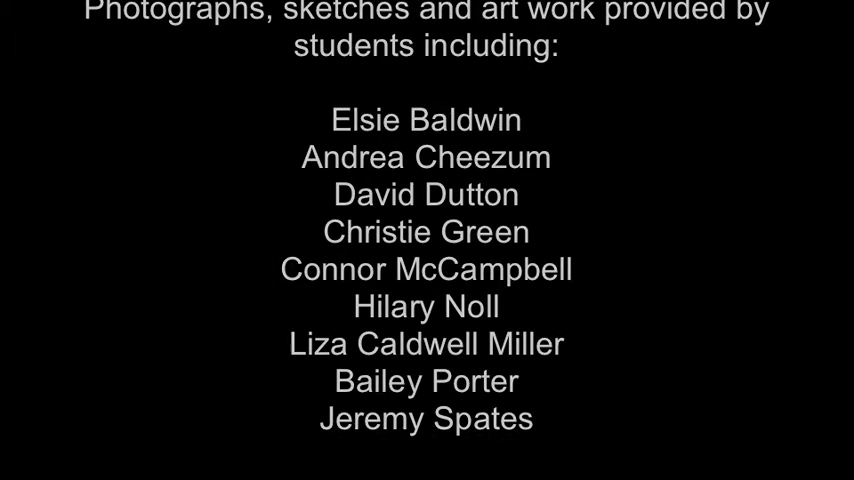 Photographs, sketches and art work provided by
students including:
Elsie Baldwin
Andrea Cheezum
David Dutton
Christie Green
Connor McCampbell
Hilary Noll
Liza Caldwell Miller
Bailey Porter
Jeremy Spates